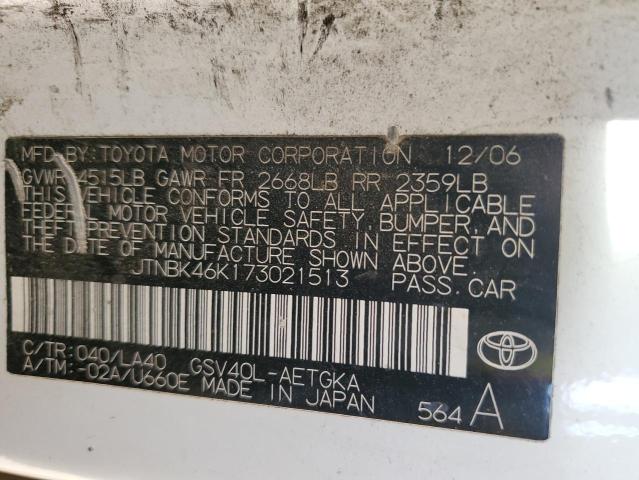 MFD BY: TOYOTA MOTOR CORPORATION 12/06
GVWR 4515LB GAWR FR 2668LB RR 2359LB
THIS VEHICLE CONFORMS TO ALL APPLICABLE
FEDERAL MOTOR VEHICLE SAFETY, BUMPER, AND
THEFT PREVENTION STANDARDS IN EFFECT ON
THE DATE OF MANUFACTURE SHOWN ABOVE.
JTNBK46K173021513 PASS.CAR
C/TR: 040/LA40 GSV40L-AETGKA
A/TM: -02A/U660E MADE IN JAPAN
564 A